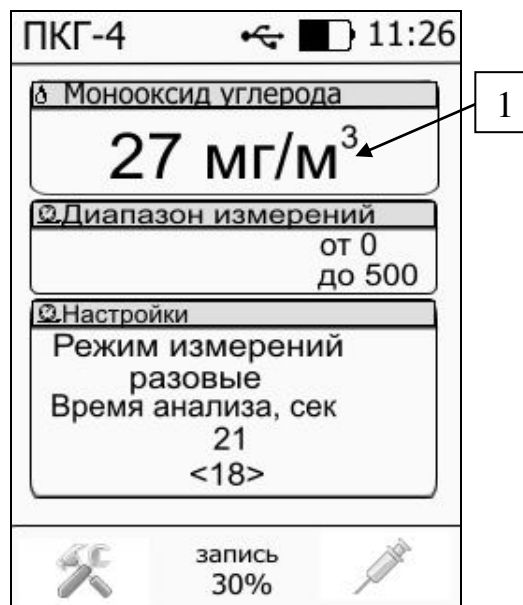 ПКГ-4 11:26
Монооксид углерода
27 мг/м³
1
Диапазон измерений
от 0
до 500
Настройки
Режим измерений
разовые
Время анализа, сек
21
<18>
запись
30%